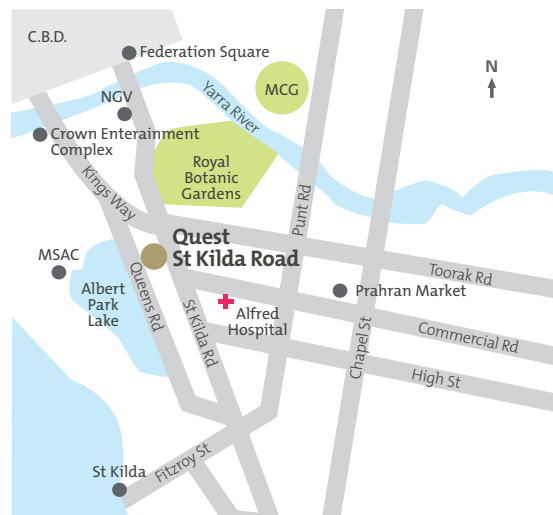 C.B.D.
Federation Square
N
NGV
MCG
Yarra River
Crown Enterainment
Complex
Royal
Botanic
Gardens
Kings Way
Punt Rd
Quest
St Kilda Road
MSAC
Toorak Rd
Albert
Park
Lake
Queens Rd
St Kilda Rd
Prahran Market
Alfred
Hospital
Commercial Rd
Chapel St
High St
St Kilda
Fitzroy St